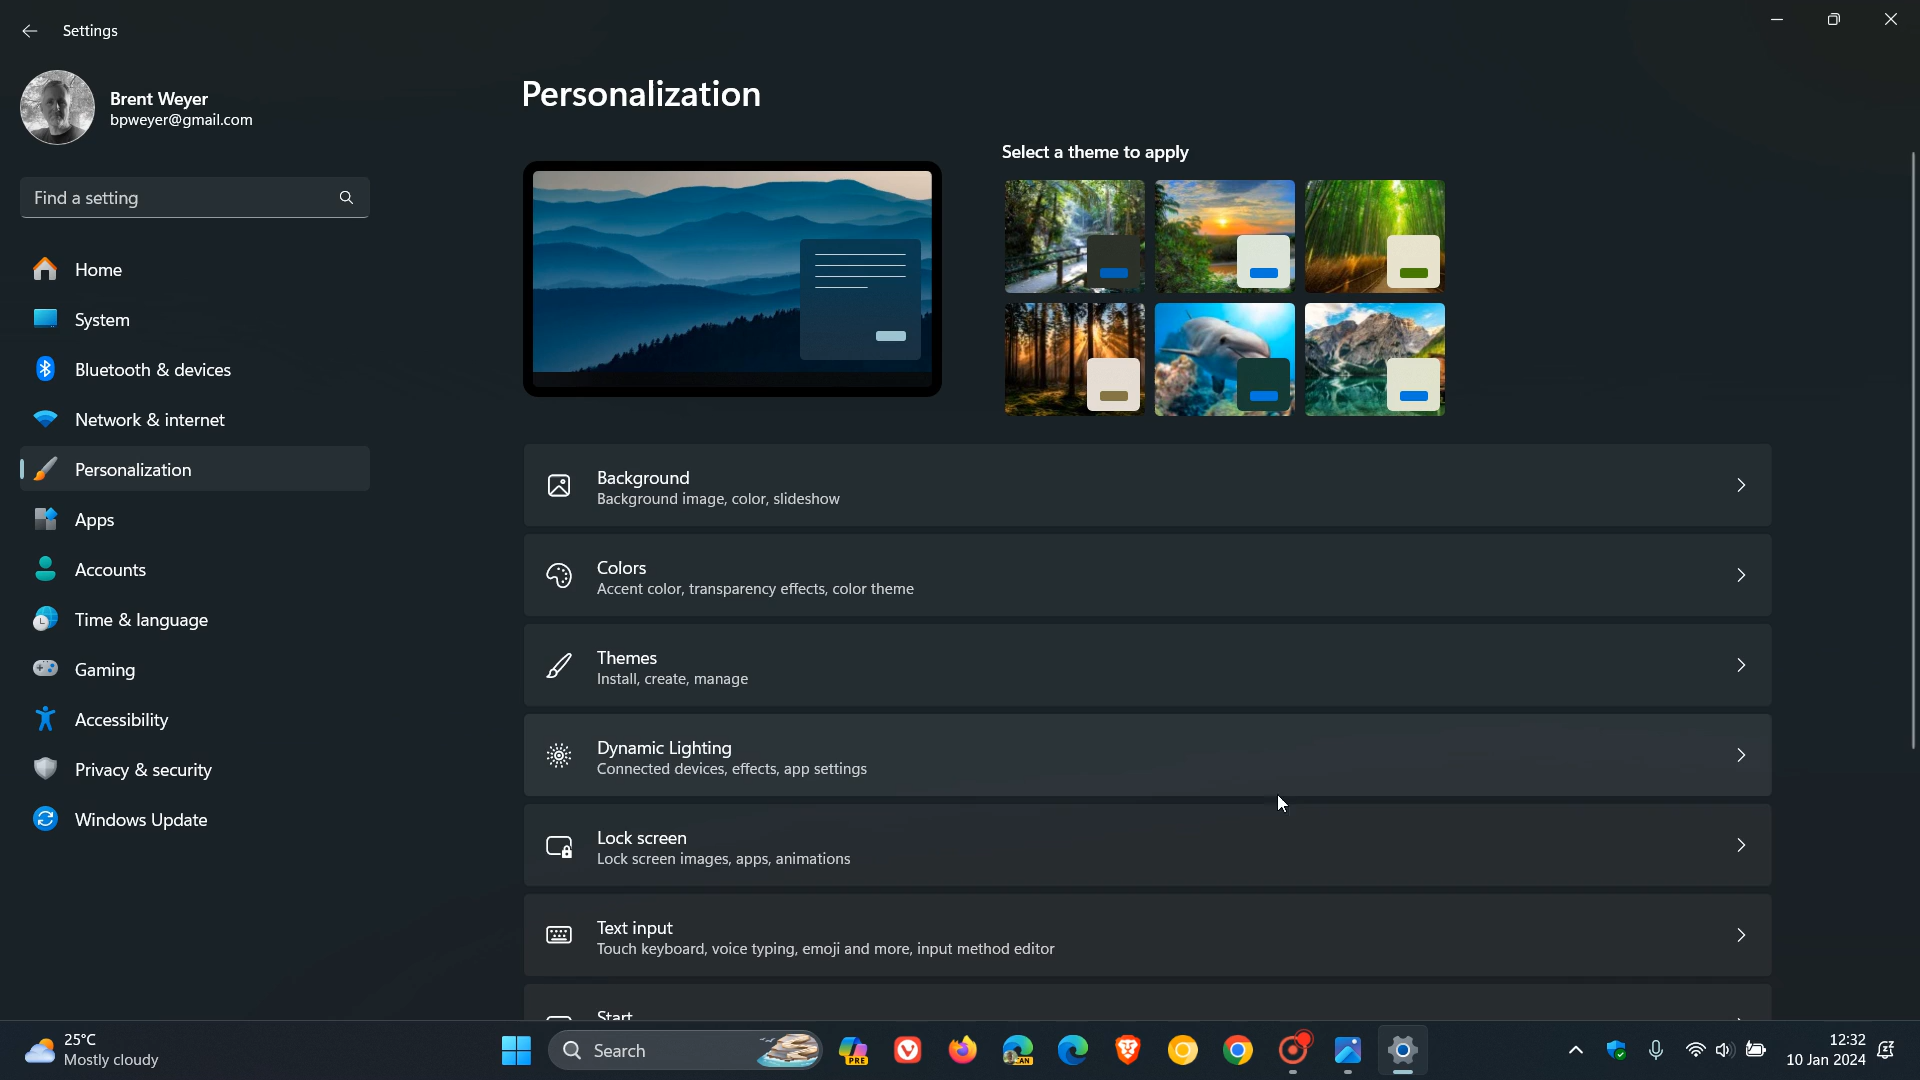 Settings
Brent Weyer
bpweyer@gmail.com
Find a setting
Home
System
Bluetooth & devices
Network & internet
Personalization
Apps
Accounts
Time & language
Gaming
Accessibility
Privacy & security
Windows Update
Personalization
Select a theme to apply
Background
Background image, color, slideshow
Colors
Accent color, transparency effects, color theme
Themes
Install, create, manage
Dynamic Lighting
Connected devices, effects, app settings
Lock screen
Lock screen images, apps, animations
Text input
Touch keyboard, voice typing, emoji and more, input method editor
Start
25°C
Mostly cloudy
Search
PRE
CAN
12:32
10 Jan 2024